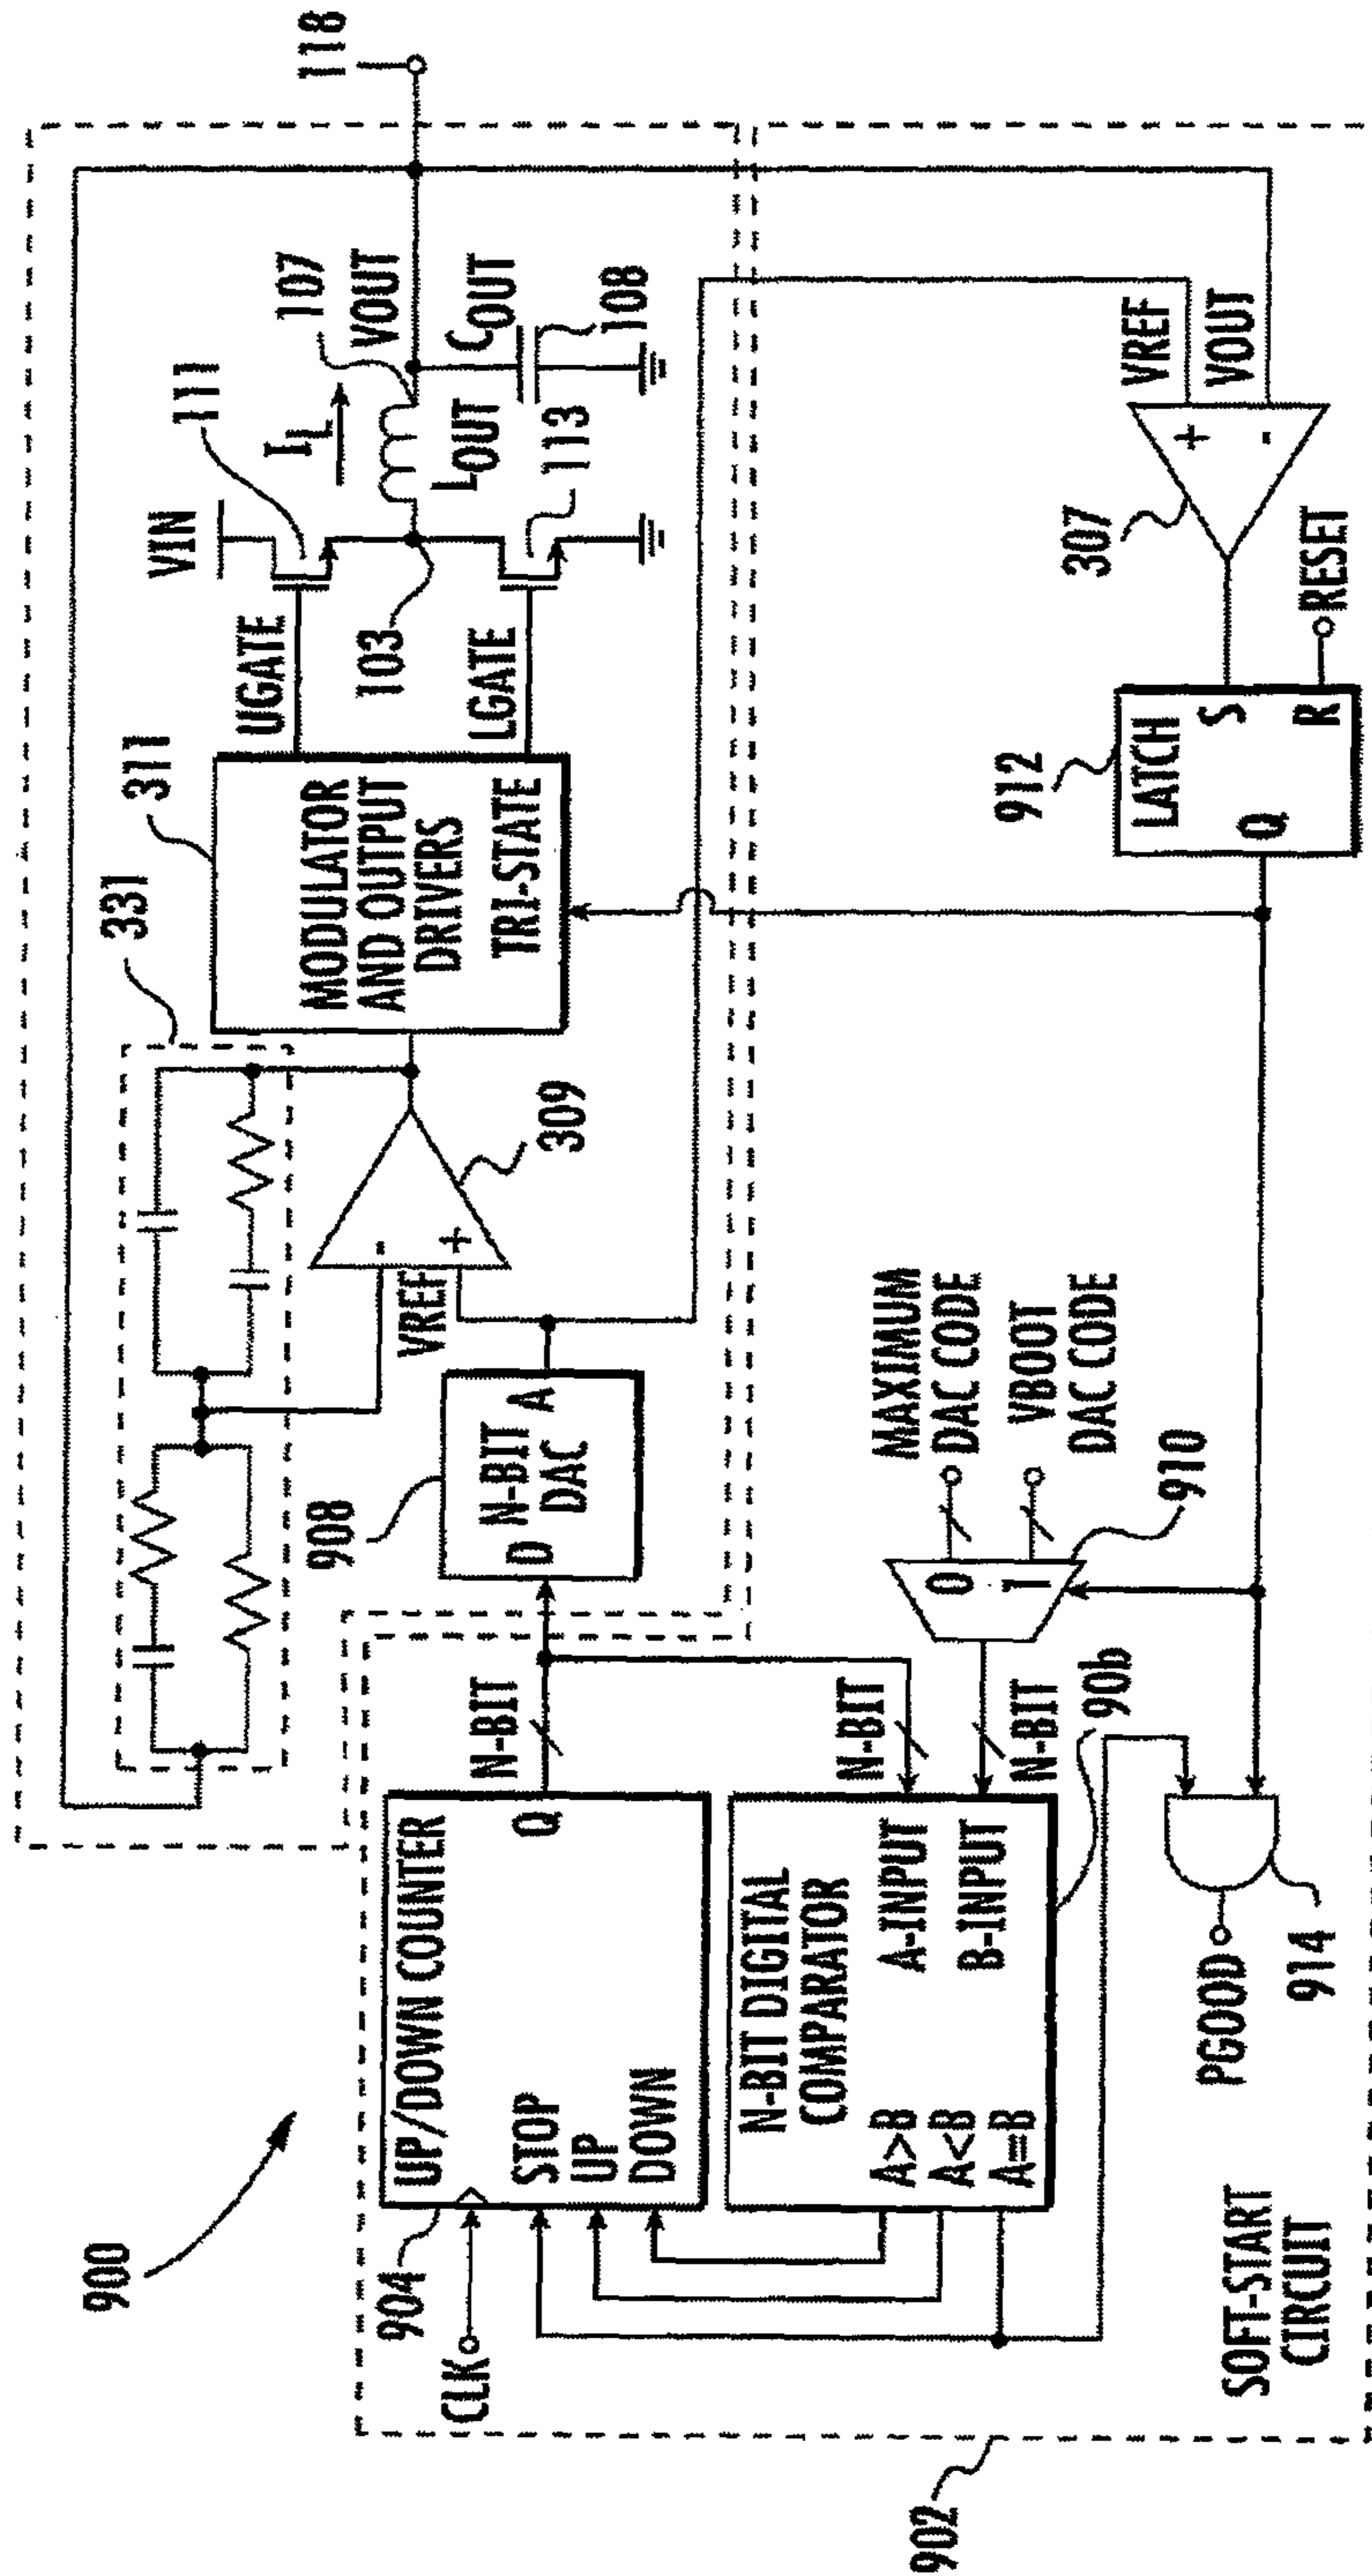 900
902
904
CLK
UP/DOWN COUNTER
STOP
UP
DOWN
Q
N-BIT
N-BIT DIGITAL
COMPARATOR
A>B
A<B
A=B
A-INPUT
B-INPUT
N-BIT
N-BIT
906
SOFT-START
CIRCUIT
PGOOD
914
908
D N-BIT A
DAC
331
VREF
-
+
309
MAXIMUM
DAC CODE
VBOOT
DAC CODE
0
1
910
311
MODULATOR
AND OUTPUT
DRIVERS
TRI-STATE
UGATE
LGATE
VIN
111
103
113
IL
LOUT
107
VOUT
COUT
108
118
912
LATCH
Q
S
R
RESET
307
+
-
VREF
VOUT